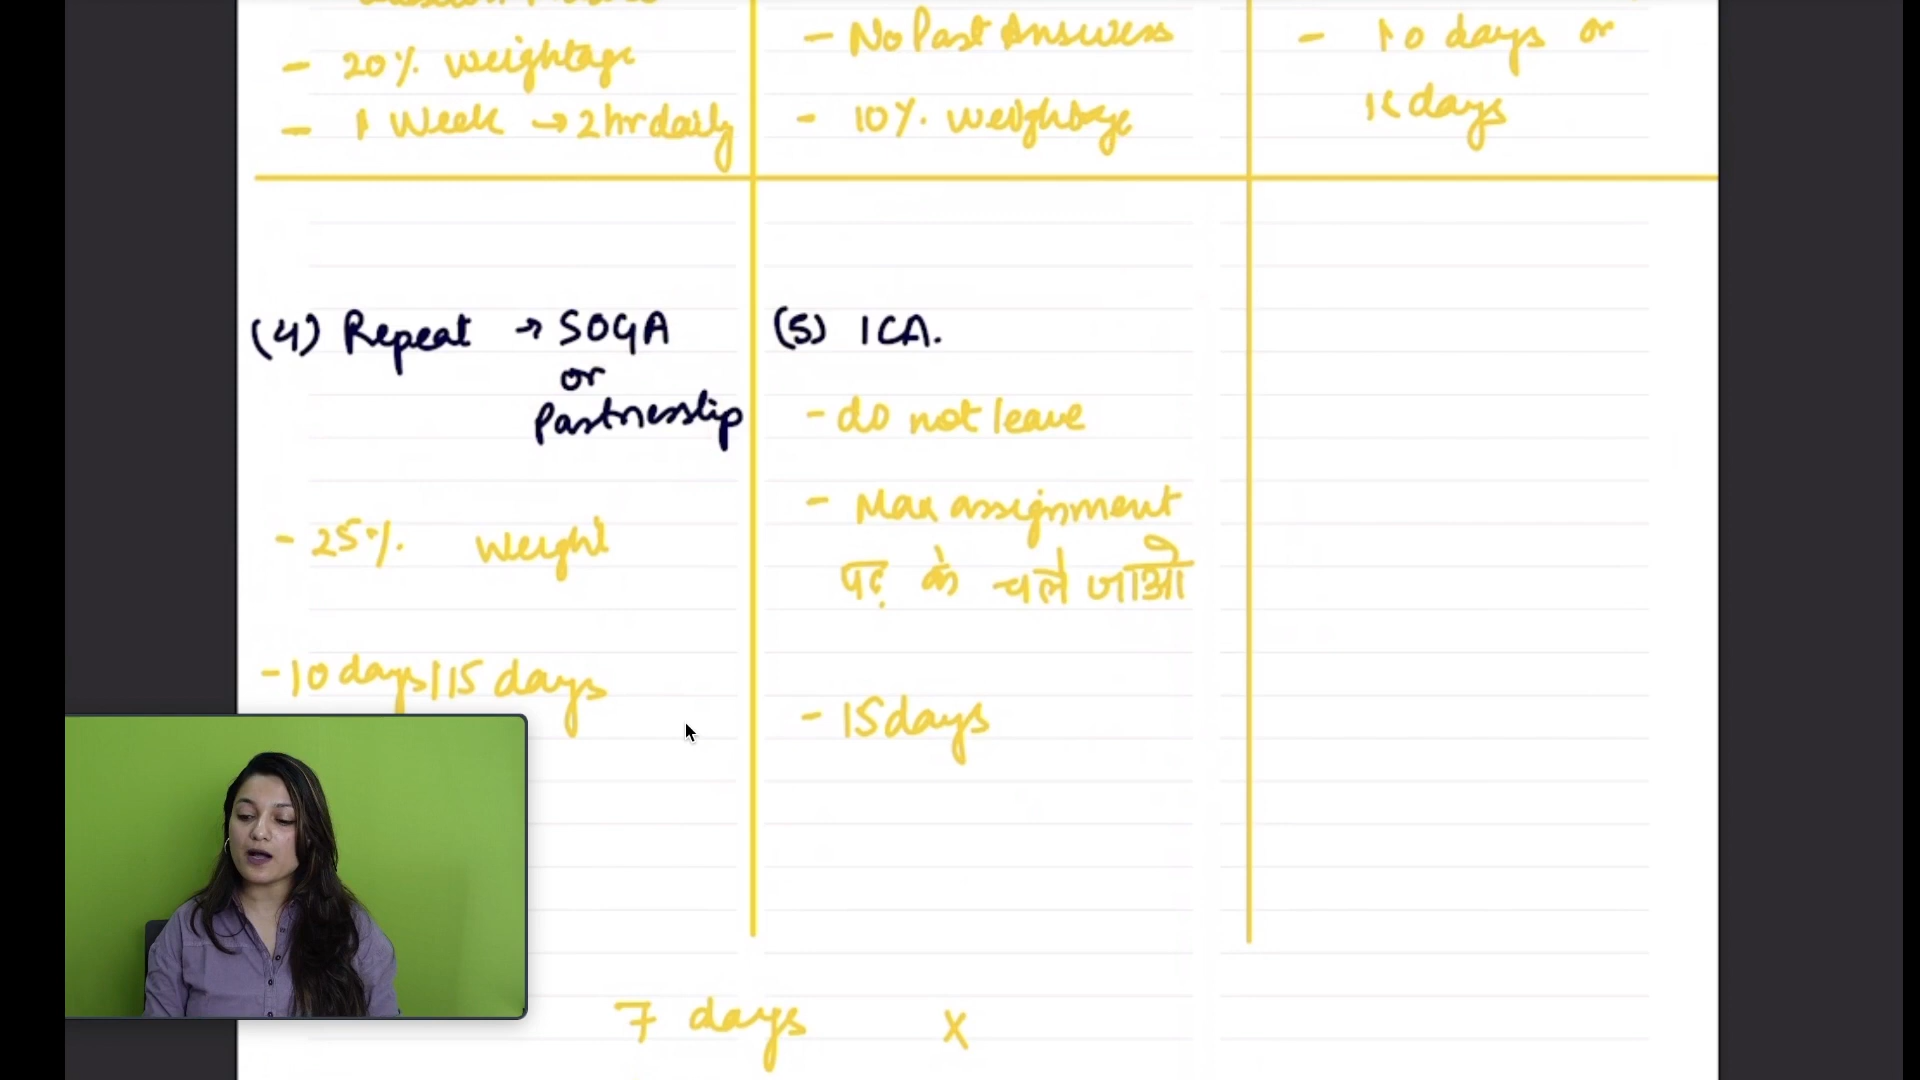 - 20% weightage
- 1 Week → 2hr daily
- No Past Answers
- 10% weightage
- 10 days or
days
(4) Repeat → SOGA
or
Partnership
- 25% weight
- 10 days/15 days
(5) ICA.
- do not leave
- Max assignment
पढ़ के चले जाओ
- 15 days
7 days X